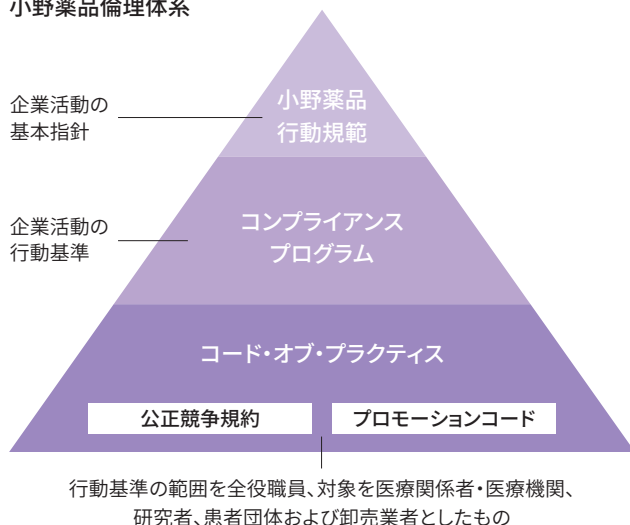 小野薬品倫理体系
企業活動の
基本指針
小野薬品
行動規範
企業活動の
行動基準
コンプライアンス
プログラム
コード・オブ・プラクティス
公正競争規約
プロモーションコード
行動基準の範囲を全役職員、対象を医療関係者・医療機関、
研究者、患者団体および卸売業者としたもの